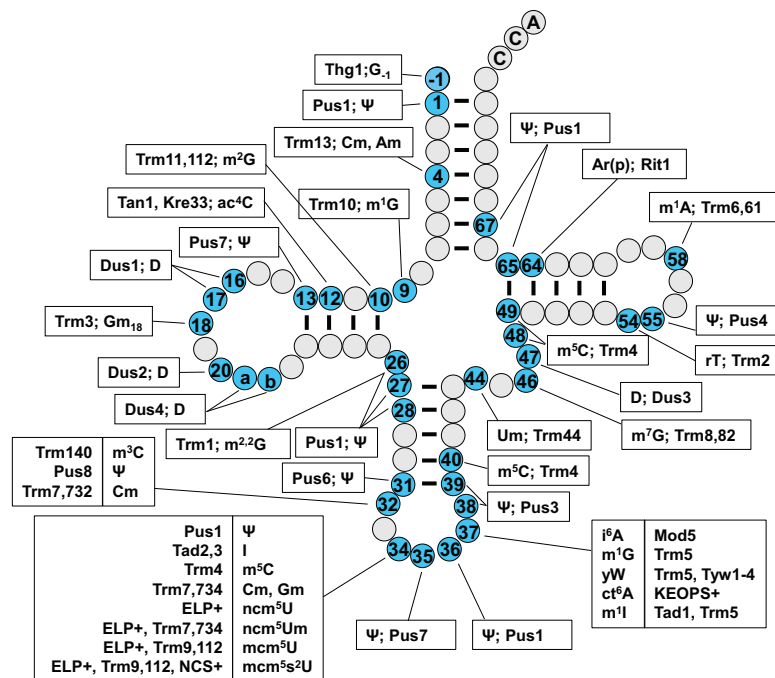 A
C
C
Thg1;G-1
-1
Pus1; Ψ
1
Trm13; Cm, Am
4
Ψ; Pus1
67
Trm11,112; m²G
Ar(p); Rit1
Tan1, Kre33; ac⁴C
Trm10; m¹G
m¹A; Trm6,61
Pus7; Ψ
58
Dus1; D
16
65 64
17
13 12 10 9
Trm3; Gm18
18
49
54 55
Ψ; Pus4
48
m⁵C; Trm4
rT; Trm2
Dus2; D
20 a b
26
47
27
44
46
D; Dus3
Dus4; D
28
Trm1; m²,²G
Pus1; Ψ
Um; Trm44
m⁷G; Trm8,82
Trm140 m³C
Pus8 Ψ
Trm7,732 Cm
Pus6; Ψ
31
40
m⁵C; Trm4
39
32
38
Ψ; Pus3
37
34 35 36
Pus1 Ψ
Tad2,3 I
Trm4 m⁵C
Trm7,734 Cm, Gm
ELP+ ncm⁵U
ELP+, Trm7,734 ncm⁵Um
ELP+, Trm9,112 mcm⁵U
ELP+, Trm9,112, NCS+ mcm⁵s²U
Ψ; Pus7
Ψ; Pus1
i⁶A Mod5
m¹G Trm5
yW Trm5, Tyw1-4
ct⁶A KEOPS+
m¹I Tad1, Trm5